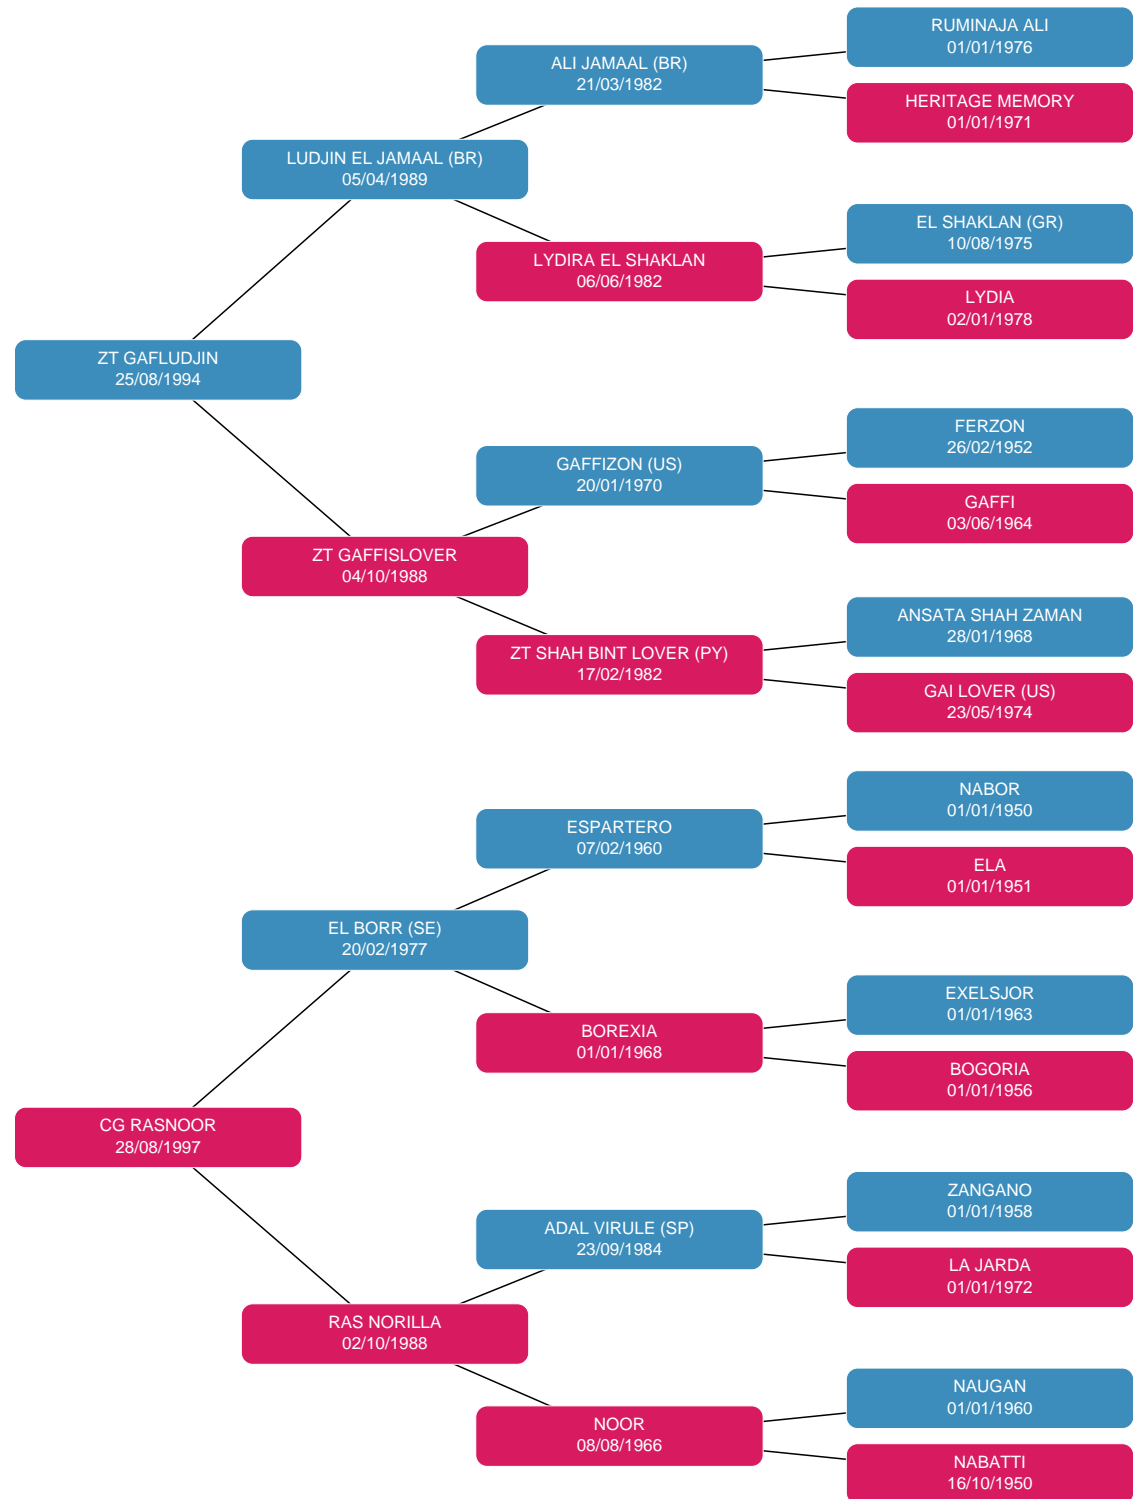 RUMINAJA ALI
01/01/1976
ALI JAMAAL (BR)
21/03/1982
HERITAGE MEMORY
01/01/1971
LUDJIN EL JAMAAL (BR)
05/04/1989
EL SHAKLAN (GR)
10/08/1975
LYDIRA EL SHAKLAN
06/06/1982
LYDIA
02/01/1978
ZT GAFLUDJIN
25/08/1994
FERZON
26/02/1952
GAFFIZON (US)
20/01/1970
GAFFI
03/06/1964
ZT GAFFISLOVER
04/10/1988
ANSATA SHAH ZAMAN
28/01/1968
ZT SHAH BINT LOVER (PY)
17/02/1982
GAI LOVER (US)
23/05/1974
NABOR
01/01/1950
ESPARTERO
07/02/1960
ELA
01/01/1951
EL BORR (SE)
20/02/1977
EXELSJOR
01/01/1963
BOREXIA
01/01/1968
BOGORIA
01/01/1956
CG RASNOOR
28/08/1997
ZANGANO
01/01/1958
ADAL VIRULE (SP)
23/09/1984
LA JARDA
01/01/1972
RAS NORILLA
02/10/1988
NAUGAN
01/01/1960
NOOR
08/08/1966
NABATTI
16/10/1950